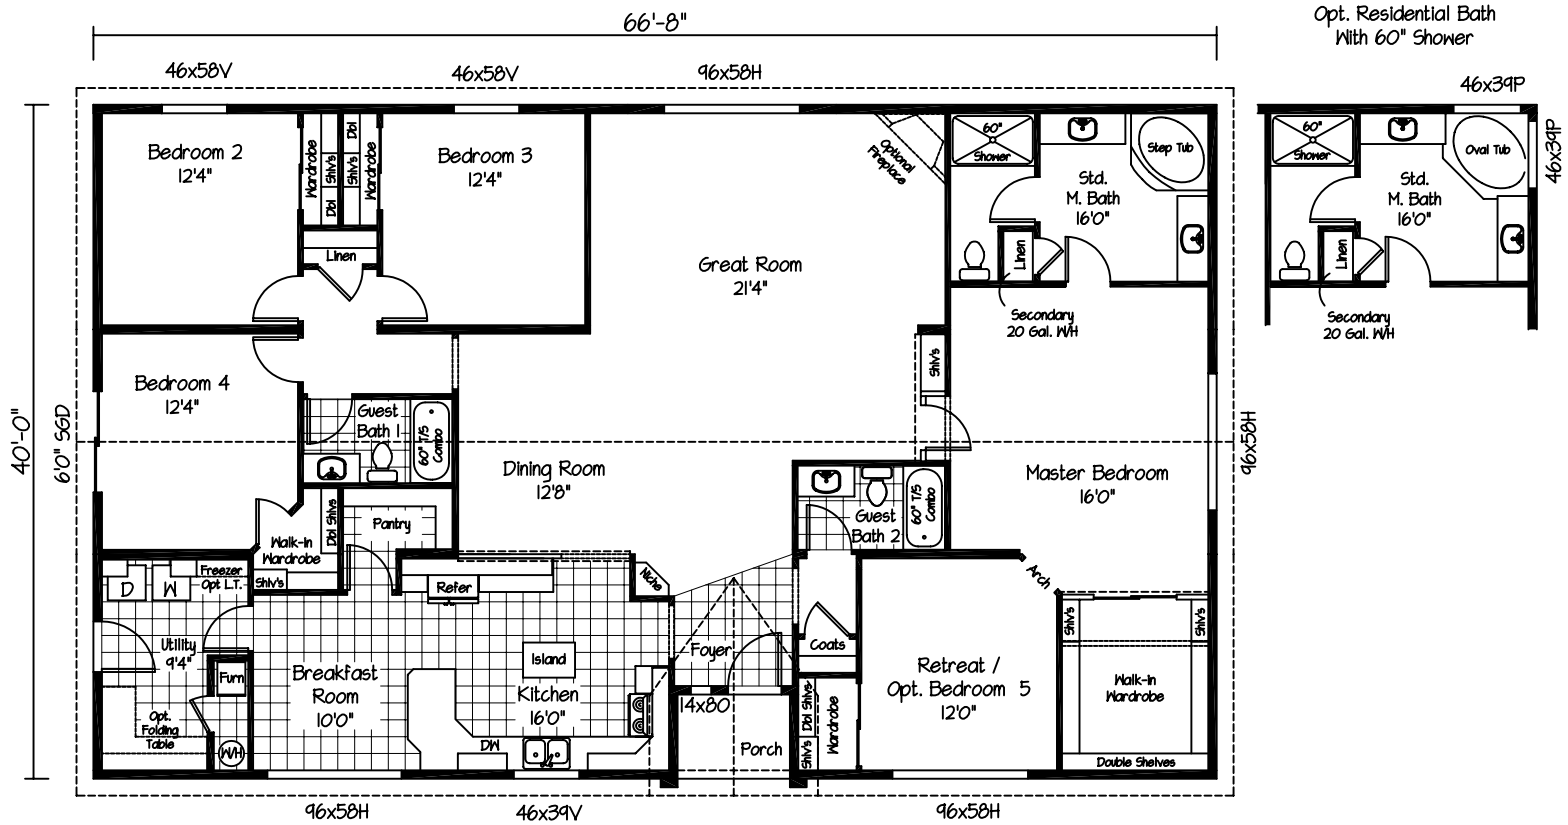 66'-8"
Opt. Residential Bath
With 60" Shower
46x58V
46x58V
96x58H
46x39P
46x39P
40'-0"
6'0" SGD
Bedroom 2
12'4"
Wardrobe
Shlv's
Dbl
Dbl
Shlv's
Wardrobe
Bedroom 3
12'4"
Optional
Fireplace
60"
Shower
Step Tub
Std.
M. Bath
16'0"
Linen
Secondary
20 Gal. W/H
60"
Shower
Oval Tub
Std.
M. Bath
16'0"
Linen
Secondary
20 Gal. W/H
Linen
Great Room
21'4"
Bedroom 4
12'4"
Shlv's
Guest
Bath 1
60" T/S
Combo
96x58H
Dining Room
12'8"
Master Bedroom
16'0"
Dbl Shlvs
Pantry
Walk-in
Wardrobe
Shlv's
Guest
Bath 2
60" T/S
Combo
D
W
Freezer
Opt L.T.
Refer
Niche
Arch
Utility
9'4"
Furn
Breakfast
Room
10'0"
Island
Kitchen
16'0"
Foyer
Coats
Retreat /
Opt. Bedroom 5
12'0"
Shlv's
Shlv's
Walk-in
Wardrobe
Opt.
Folding
Table
W/H
DW
14x80
Porch
Dbl Shlvs
Shlv's
Wardrobe
Double Shelves
96x58H
46x39V
96x58H